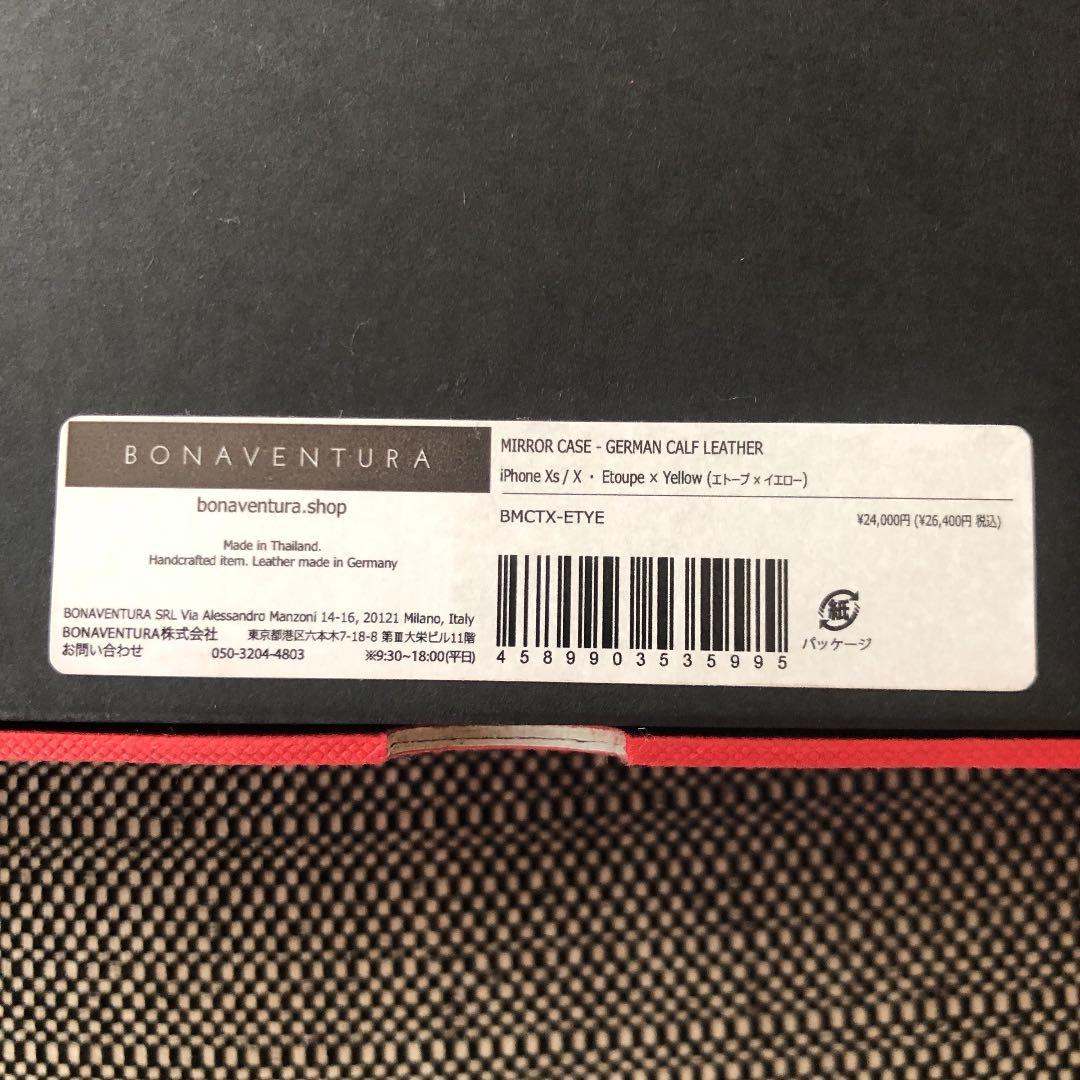 BONAVENTURA
bonaventura.shop
Made in Thailand.
Handcrafted item. Leather made in Germany
BONAVENTURA SRL Via Alessandro Manzoni 14-16, 20121 Milano, Italy
BONAVENTURA株式会社 東京都港区六本木7-18-8 第Ⅲ大栄ビル11階
お問い合わせ 050-3204-4803 ※9:30~18:00(平日)
MIRROR CASE - GERMAN CALF LEATHER
iPhone Xs / X ・ Etoupe × Yellow (エトープ×イエロー)
BMCTX-ETYE ¥24,000円 (¥26,400円 税込)
4589903535995
紙
パッケージ